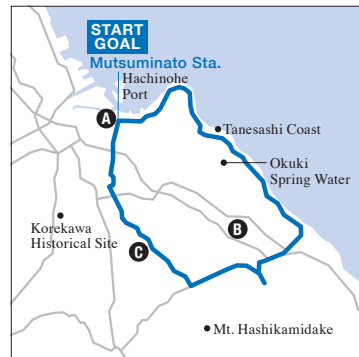 START
GOAL
Mutsuminato Sta.
Hachinohe
Port
A
Tanesashi Coast
Okuki
Spring Water
Korekawa
Historical Site
B
C
Mt. Hashikamidake